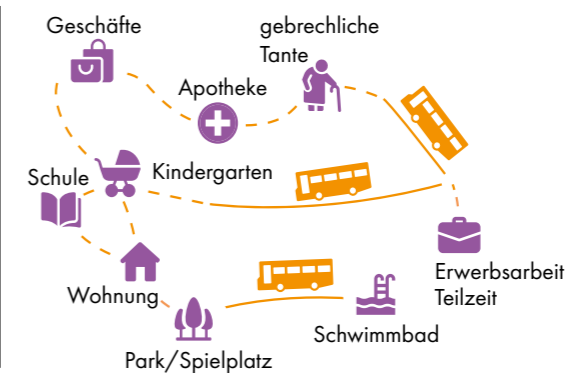 Geschäfte
gebrechliche
Tante
Apotheke
Kindergarten
Schule
Erwerbsarbeit
Teilzeit
Wohnung
Schwimmbad
Park/Spielplatz